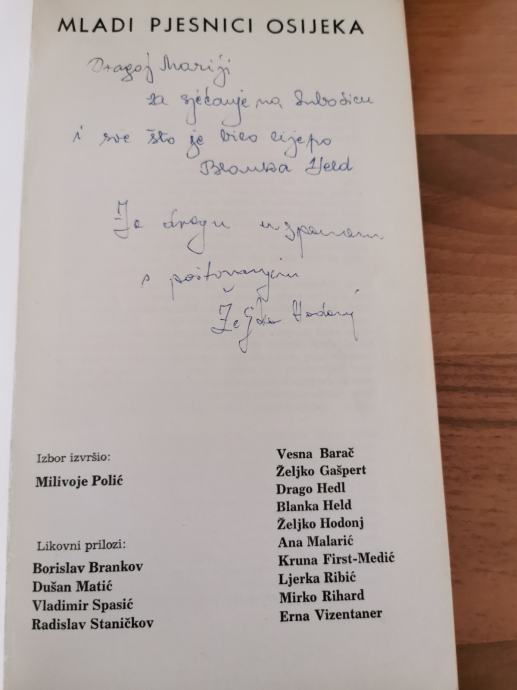 MLADI PJESNICI OSIJEKA
Dragoj Mariji
za sjećanje na Suboticu
i sve što je bilo lijepo
Blanka Held
Za dragu uspomenu
s poštovanjem
Željko Hodonj
Izbor izvršio:
Milivoje Polić
Likovni prilozi:
Borislav Brankov
Dušan Matić
Vladimir Spasić
Radislav Staničkov
Vesna Barač
Željko Gašpert
Drago Hedl
Blanka Held
Željko Hodonj
Ana Malarić
Kruna First-Medić
Ljerka Ribić
Mirko Rihard
Erna Vizentaner